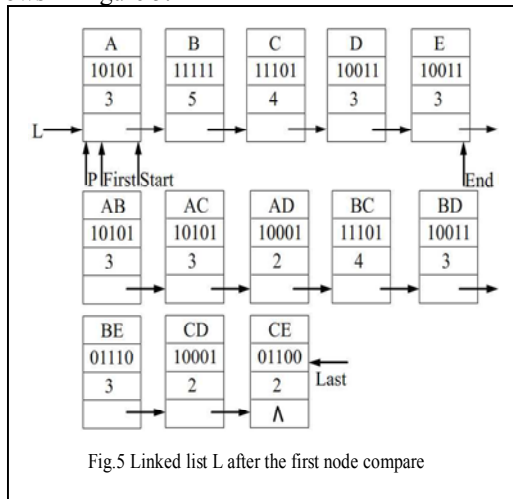 A B C D E
10101 11111 11101 10011 10011
3 5 4 3 3
L
P First Start End
AB AC AD BC BD
10101 10101 10001 11101 10011
3 3 2 4 3
BE CD CE
01110 10001 01100
3 2 2
Last
Λ
Fig.5 Linked list L after the first node compare